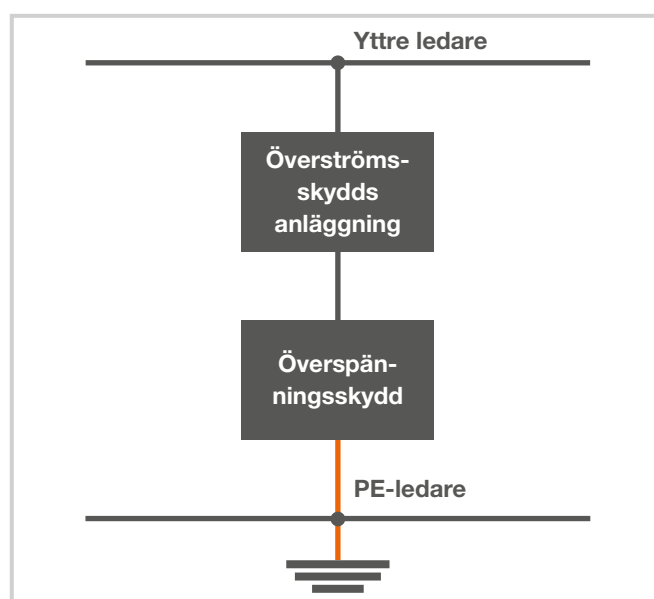 Yttre ledare
Överströms-
skydds
anläggning
Överspän-
ningsskydd
PE-ledare